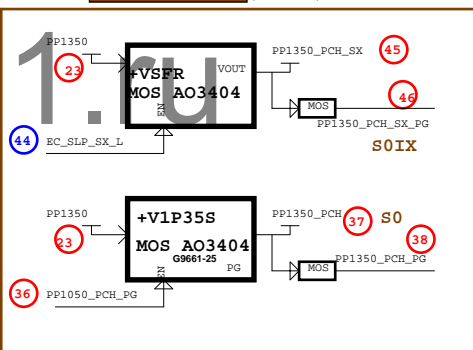 1.ru
PP1350
23
+VSFR
VOUT
MOS AO3404
EN
PP1350_PCH_SX
45
MOS
46
PP1350_PCH_SX_PG
44
EC_SLP_SX_L
S0IX
PP1350
23
+V1P35S
MOS AO3404
G9661-25
EN
PG
PP1350_PCH
37
S0
38
MOS
PP1350_PCH_PG
36
PP1050_PCH_PG